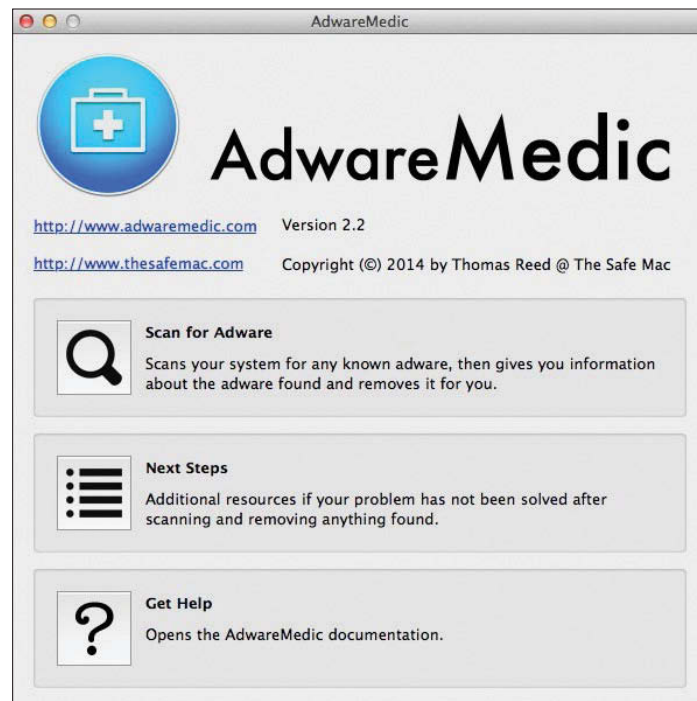 AdwareMedic
AdwareMedic
http://www.adwaremedic.com Version 2.2
http://www.thesafemac.com Copyright (©) 2014 by Thomas Reed @ The Safe Mac
Scan for Adware
Scans your system for any known adware, then gives you information
about the adware found and removes it for you.
Next Steps
Additional resources if your problem has not been solved after
scanning and removing anything found.
?
Get Help
Opens the AdwareMedic documentation.